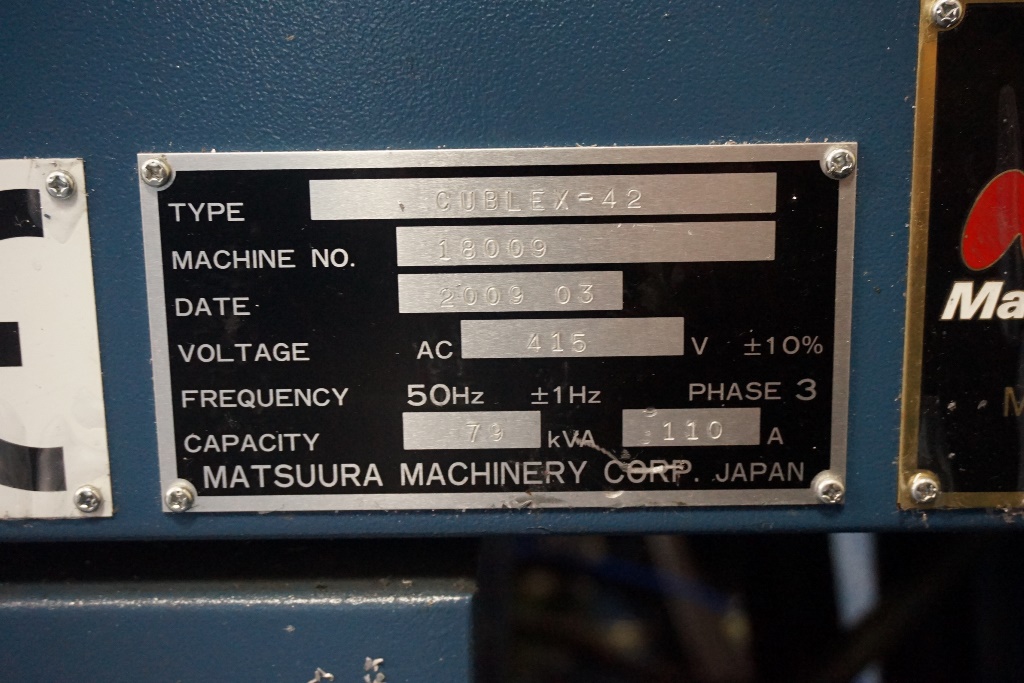 TYPE CUBLEX-42
MACHINE NO. 18009
DATE 2009 03
VOLTAGE AC 415 V ±10%
FREQUENCY 50Hz ±1Hz PHASE 3
CAPACITY 79 kVA 110 A
MATSUURA MACHINERY CORP. JAPAN
Ma
M